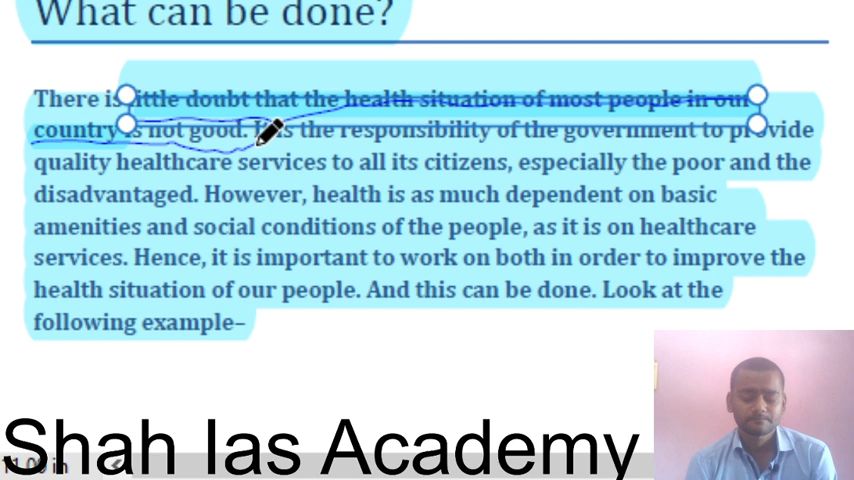 What can be done?
There is little doubt that the health situation of most people in our
country is not good. It is the responsibility of the government to provide
quality healthcare services to all its citizens, especially the poor and the
disadvantaged. However, health is as much dependent on basic
amenities and social conditions of the people, as it is on healthcare
services. Hence, it is important to work on both in order to improve the
health situation of our people. And this can be done. Look at the
following example–
Shah Ias Academy